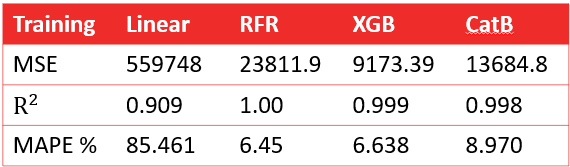 Training Linear RFR XGB CatB
MSE 559748 23811.9 9173.39 13684.8
R² 0.909 1.00 0.999 0.998
MAPE % 85.461 6.45 6.638 8.970